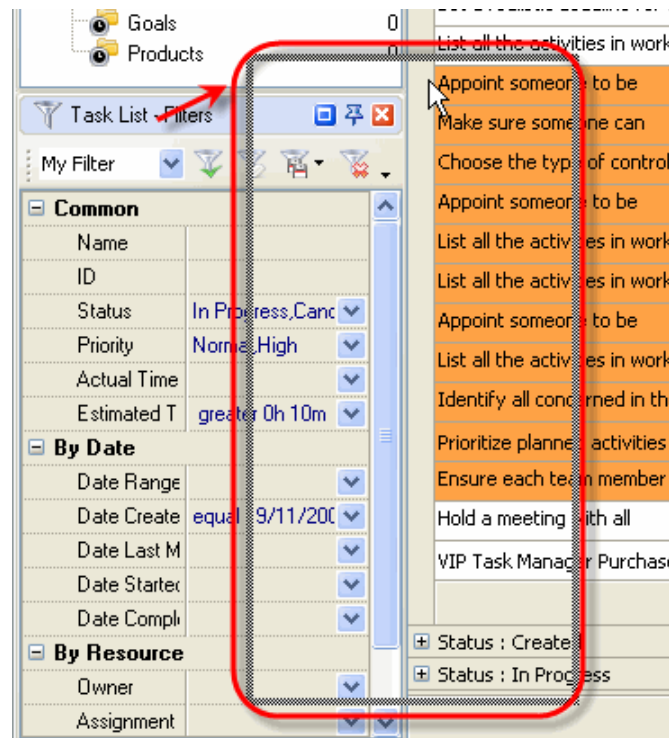 Goals 0
Products 0
List all the activities in work
Appoint someone to be
Make sure someone can
Choose the type of control
Appoint someone to be
List all the activities in work
List all the activities in work
Appoint someone to be
List all the activities in work
Identify all concerned in th
Prioritize planned activities
Ensure each team member
Hold a meeting with all
VIP Task Manager Purchase
Status : Created
Status : In Progress
Task List - Filters
My Filter
Common
Name
ID
Status In Progress,Canc
Priority Normal,High
Actual Time
Estimated T greater 0h 10m
By Date
Date Range
Date Create equal 9/11/200
Date Last M
Date Started
Date Compl
By Resource
Owner
Assignment